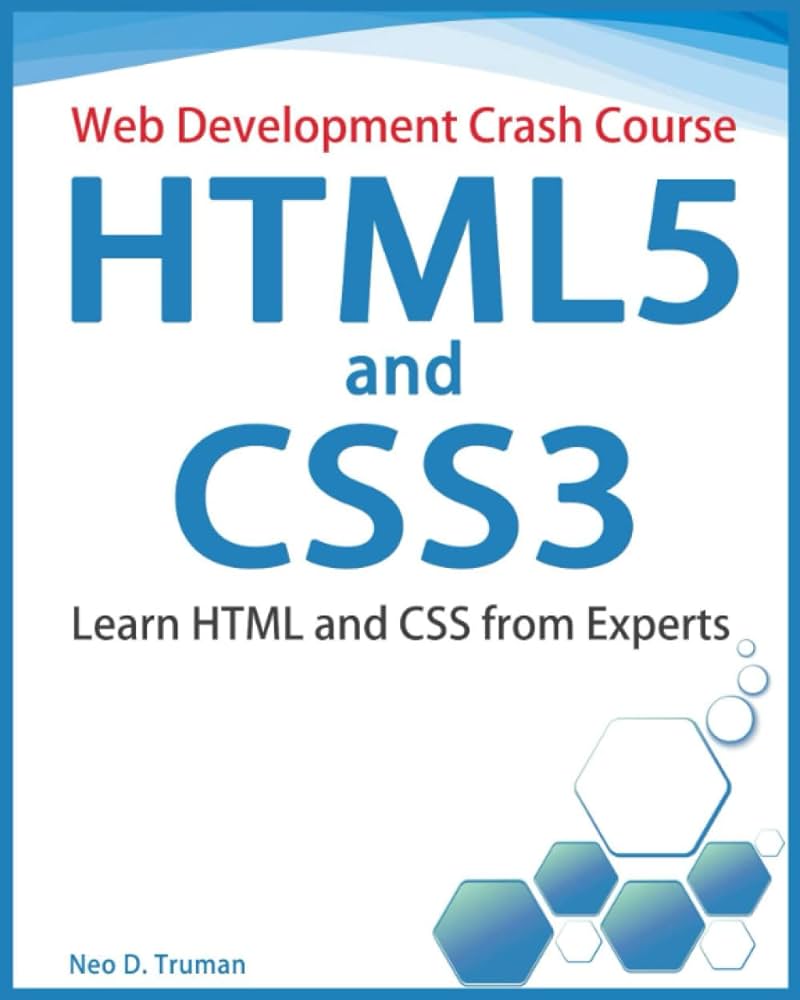 Web Development Crash Course
HTML5
and
CSS3
Learn HTML and CSS from Experts
Neo D. Truman